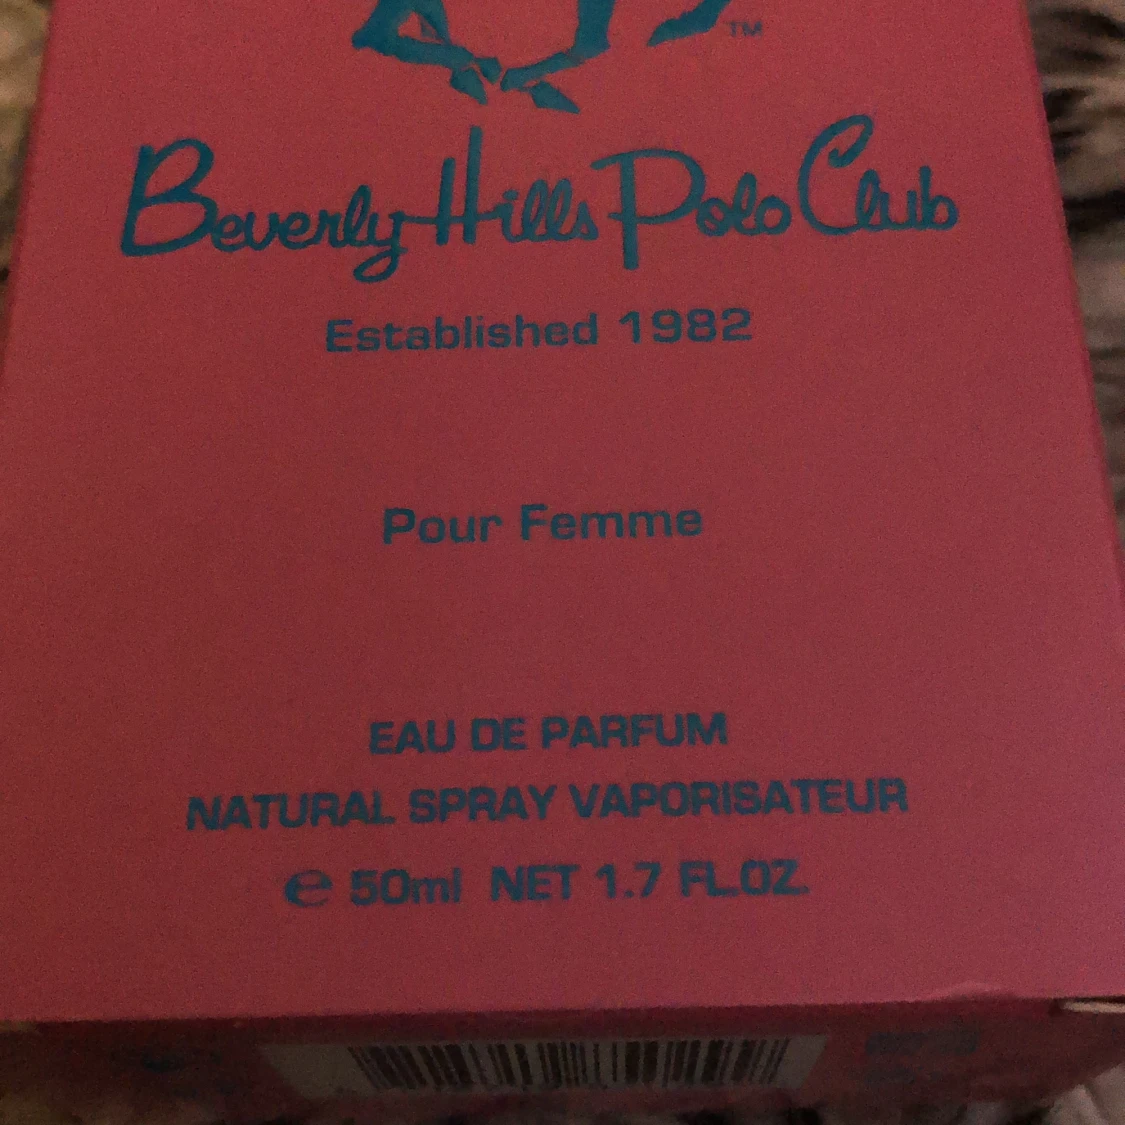 TM
Beverly Hills Polo Club
Established 1982
Pour Femme
EAU DE PARFUM
NATURAL SPRAY VAPORISATEUR
℮ 50ml NET 1.7 FL.OZ.